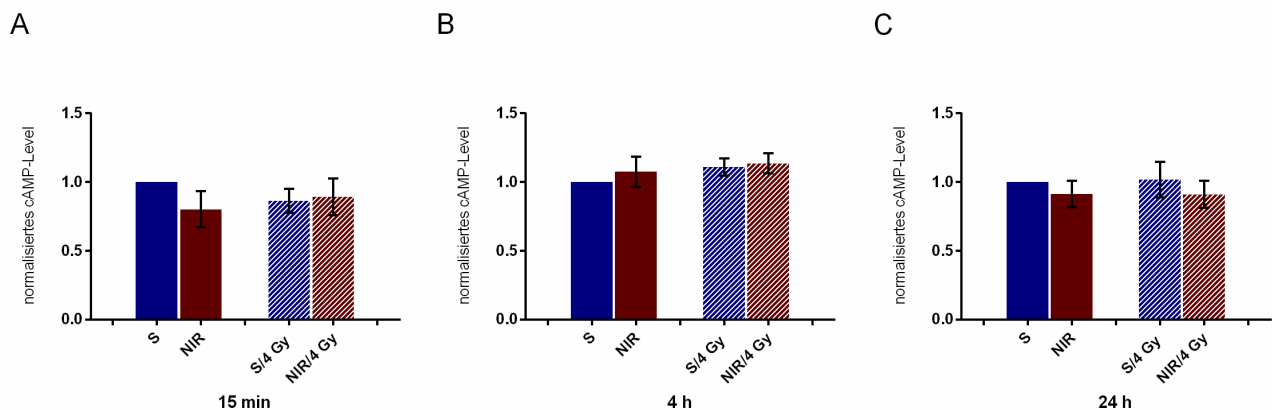 A
normalisiertes cAMP-Level
1.5
1.0
0.5
0.0
S
NIR
S/4 Gy
NIR/4 Gy
15 min
B
normalisiertes cAMP-Level
1.5
1.0
0.5
0.0
S
NIR
S/4 Gy
NIR/4 Gy
4 h
C
normalisiertes cAMP-Level
1.5
1.0
0.5
0.0
S
NIR
S/4 Gy
NIR/4 Gy
24 h